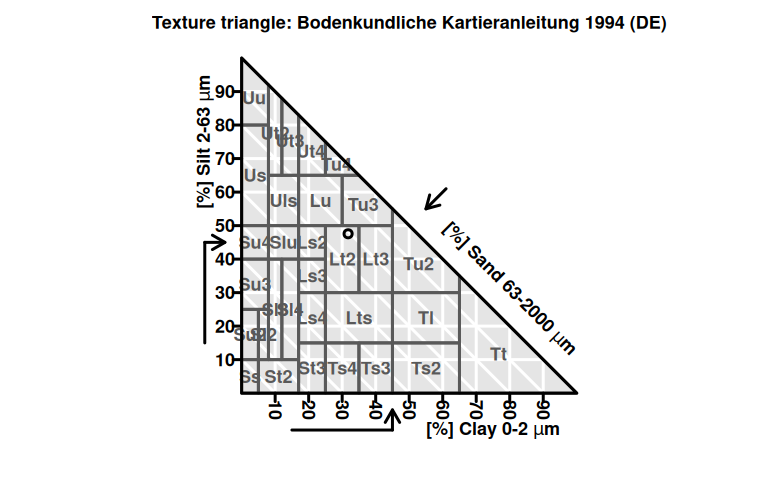 Texture triangle: Bodenkundliche Kartieranleitung 1994 (DE)
[%] Silt 2-63 µm
90
80
70
60
50
40
30
20
10
Uu
Ut2
Ut3
Ut4
Tu4
Us
Uls
Lu
Tu3
Su4
Slu
Ls2
Lt2
Lt3
Tu2
Su3
Ls3
Sl4
Ls4
Lts
Tl
Tt
Ss
St2
St3
Ts4
Ts3
Ts2
[%] Sand 63-2000 µm
10
20
30
40
50
60
70
80
90
[%] Clay 0-2 µm